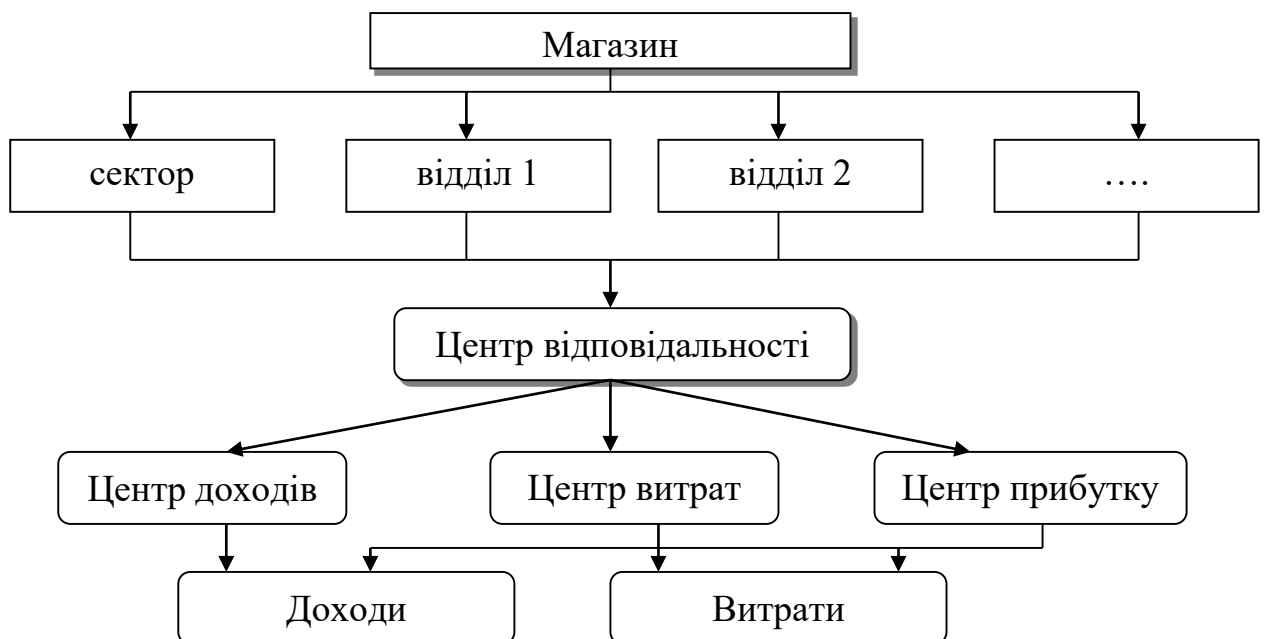 Магазин
сектор
відділ 1
відділ 2
….
Центр відповідальності
Центр доходів
Центр витрат
Центр прибутку
Доходи
Витрати